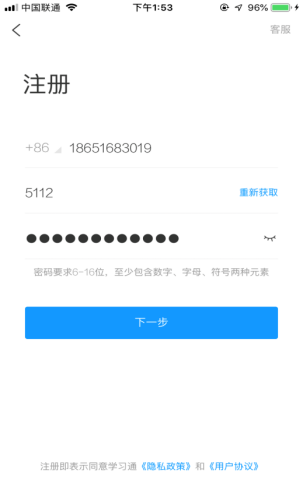 中国联通 下午1:53 96%
客服
注册
+86 18651683019
5112 重新获取
密码要求6-16位，至少包含数字、字母、符号两种元素
下一步
注册即表示同意学习通《隐私政策》和《用户协议》